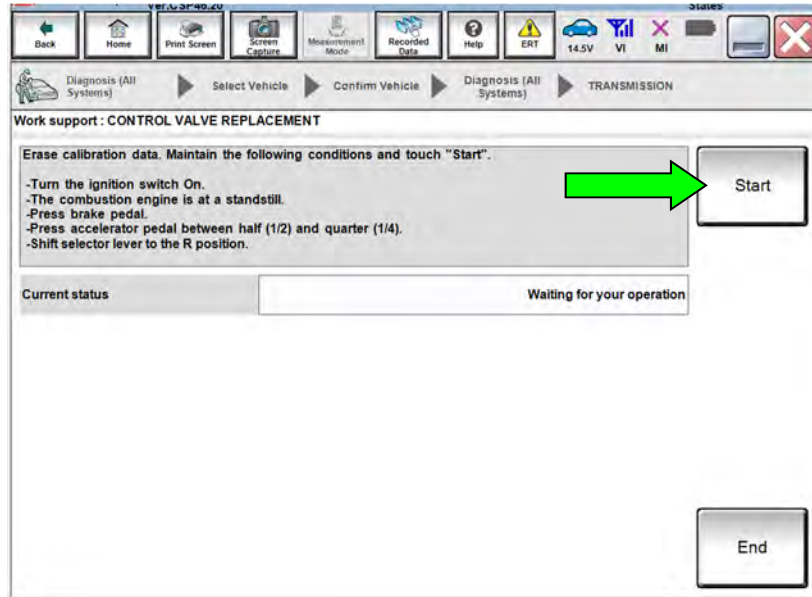 Ver.CSP46.20
States
Back
Home
Print Screen
Screen
Capture
Measurement
Mode
Recorded
Data
Help
ERT
14.5V
VI
MI
Diagnosis (All
Systems)
Select Vehicle
Confirm Vehicle
Diagnosis (All
Systems)
TRANSMISSION
Work support : CONTROL VALVE REPLACEMENT
Erase calibration data. Maintain the following conditions and touch "Start".
-Turn the ignition switch On.
-The combustion engine is at a standstill.
-Press brake pedal.
-Press accelerator pedal between half (1/2) and quarter (1/4).
-Shift selector lever to the R position.
Start
Current status
Waiting for your operation
End